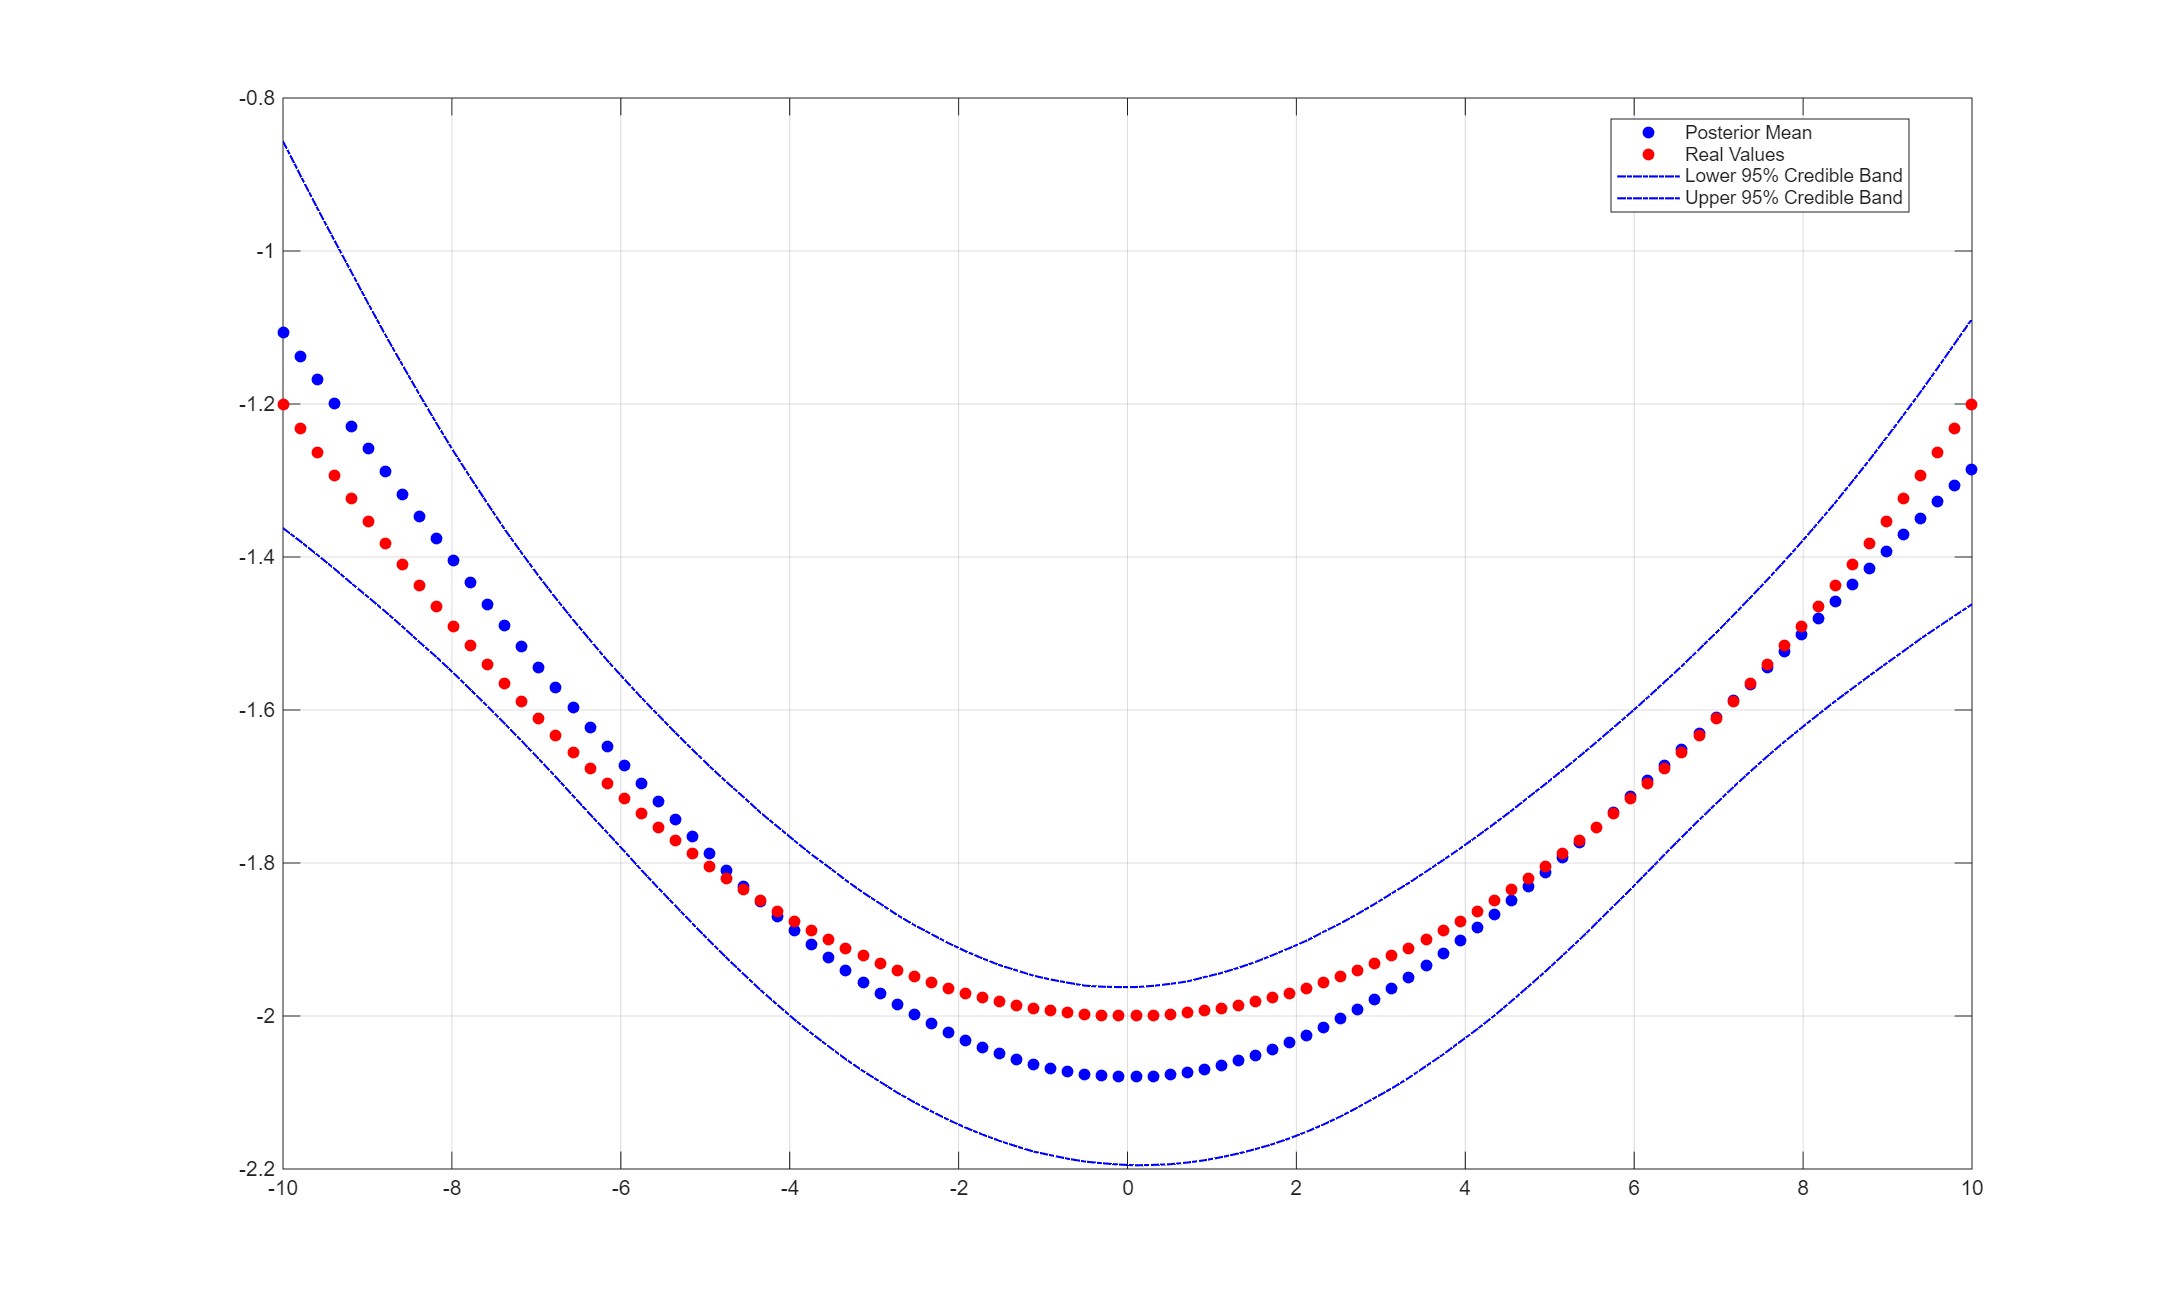 -0.8
Posterior Mean
Real Values
Lower 95% Credible Band
Upper 95% Credible Band
-1
-1.2
-1.4
-1.6
-1.8
-2
-2.2
-10 -8 -6 -4 -2 0 2 4 6 8 10